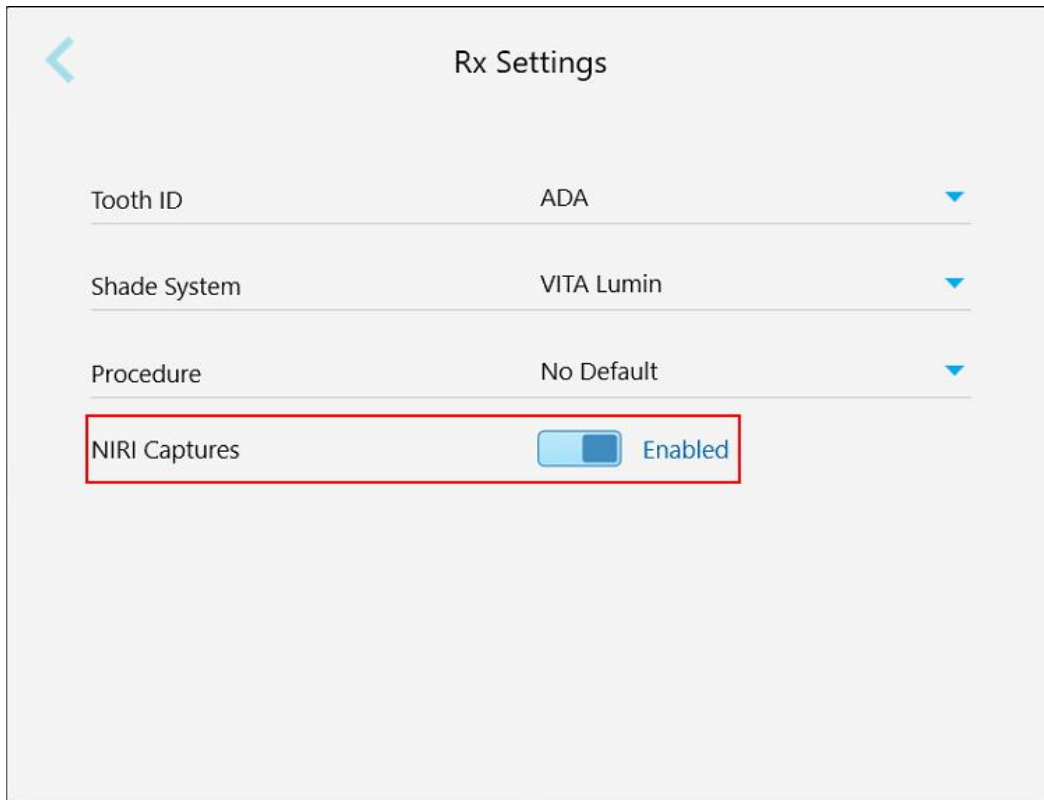 Rx Settings
Tooth ID ADA
Shade System VITA Lumin
Procedure No Default
NIRI Captures Enabled